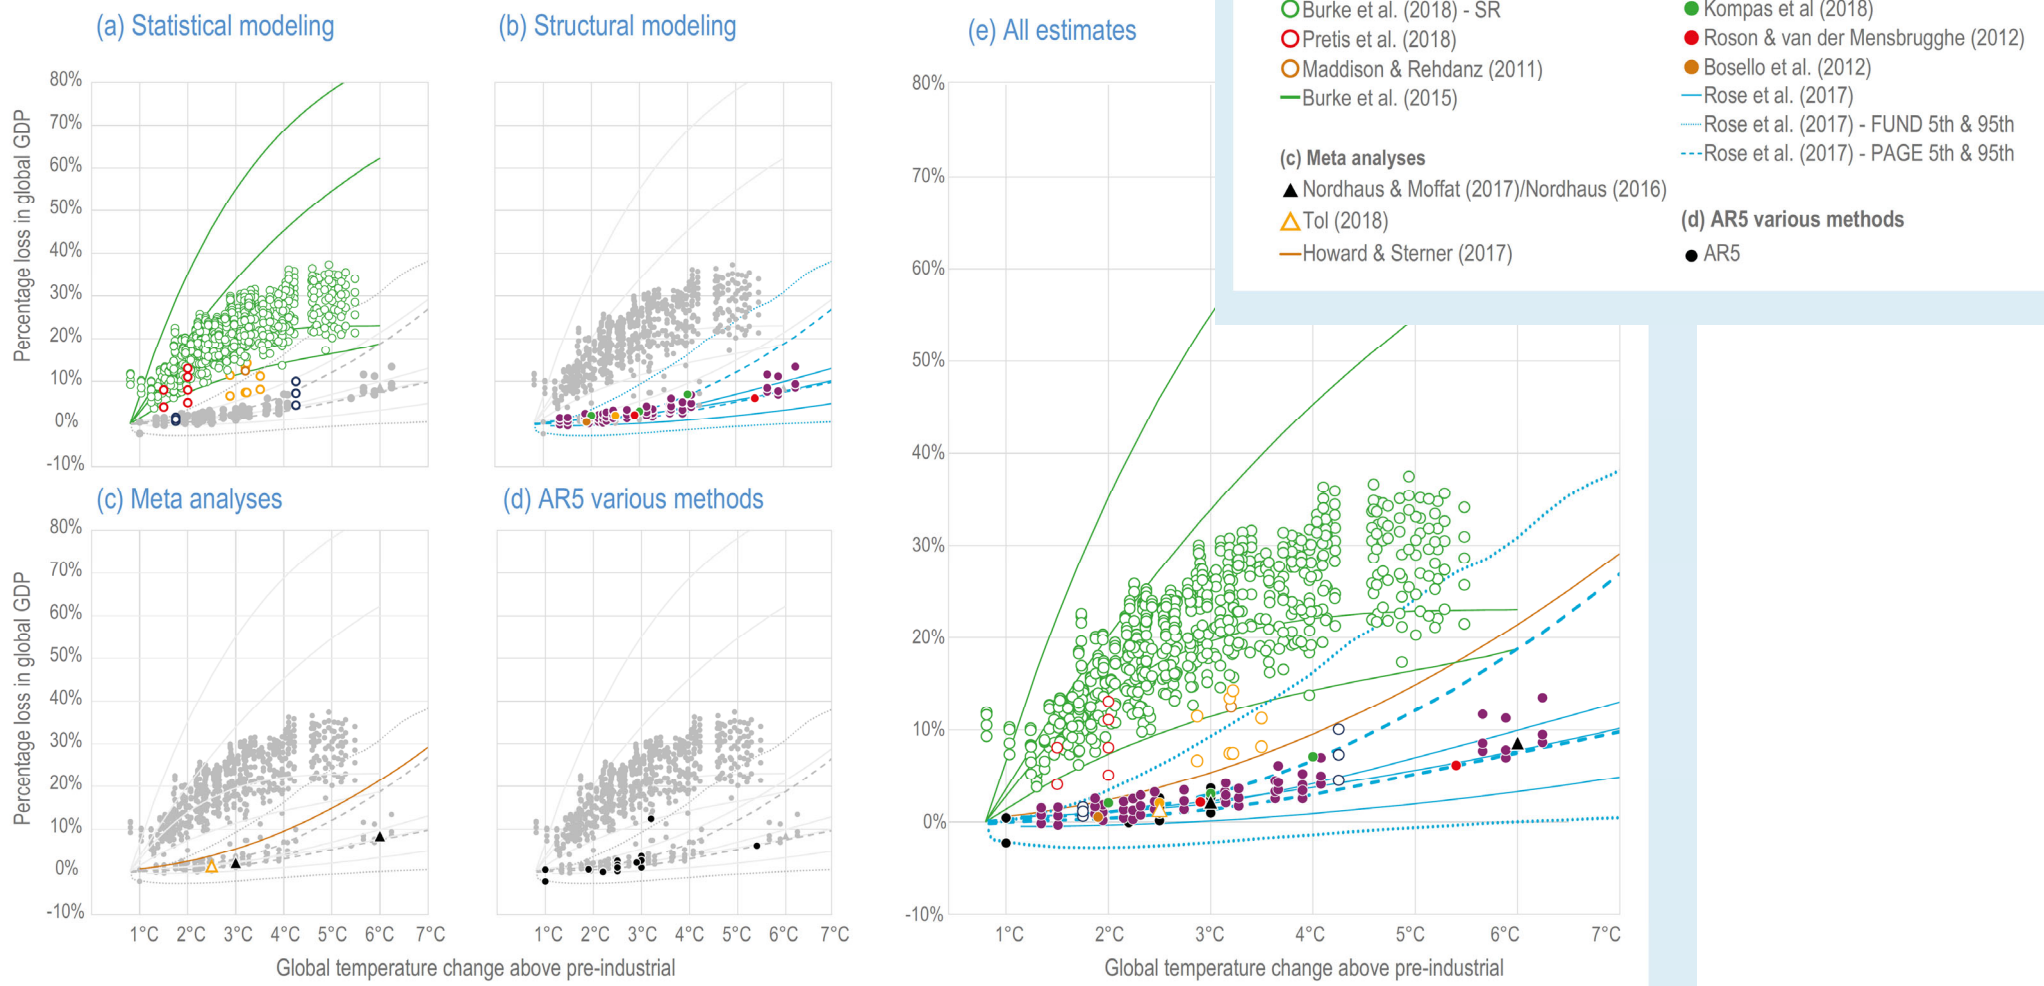 (a) Statistical modeling
80%
70%
60%
50%
40%
30%
20%
10%
0%
-10%
Percentage loss in global GDP
(b) Structural modeling
(c) Meta analyses
80%
70%
60%
50%
40%
30%
20%
10%
0%
-10%
Percentage loss in global GDP
1°C 2°C 3°C 4°C 5°C 6°C 7°C
(d) AR5 various methods
1°C 2°C 3°C 4°C 5°C 6°C 7°C
Global temperature change above pre-industrial
(e) All estimates
80%
70%
60%
50%
40%
30%
20%
10%
0%
-10%
1°C 2°C 3°C 4°C 5°C 6°C 7°C
Global temperature change above pre-industrial
Burke et al. (2018) - SR
Pretis et al. (2018)
Maddison & Rehdanz (2011)
Burke et al. (2015)
(c) Meta analyses
Nordhaus & Moffat (2017)/Nordhaus (2016)
Tol (2018)
Howard & Sterner (2017)
Kompas et al (2018)
Roson & van der Mensbrugghe (2012)
Bosello et al. (2012)
Rose et al. (2017)
Rose et al. (2017) - FUND 5th & 95th
Rose et al. (2017) - PAGE 5th & 95th
(d) AR5 various methods
AR5